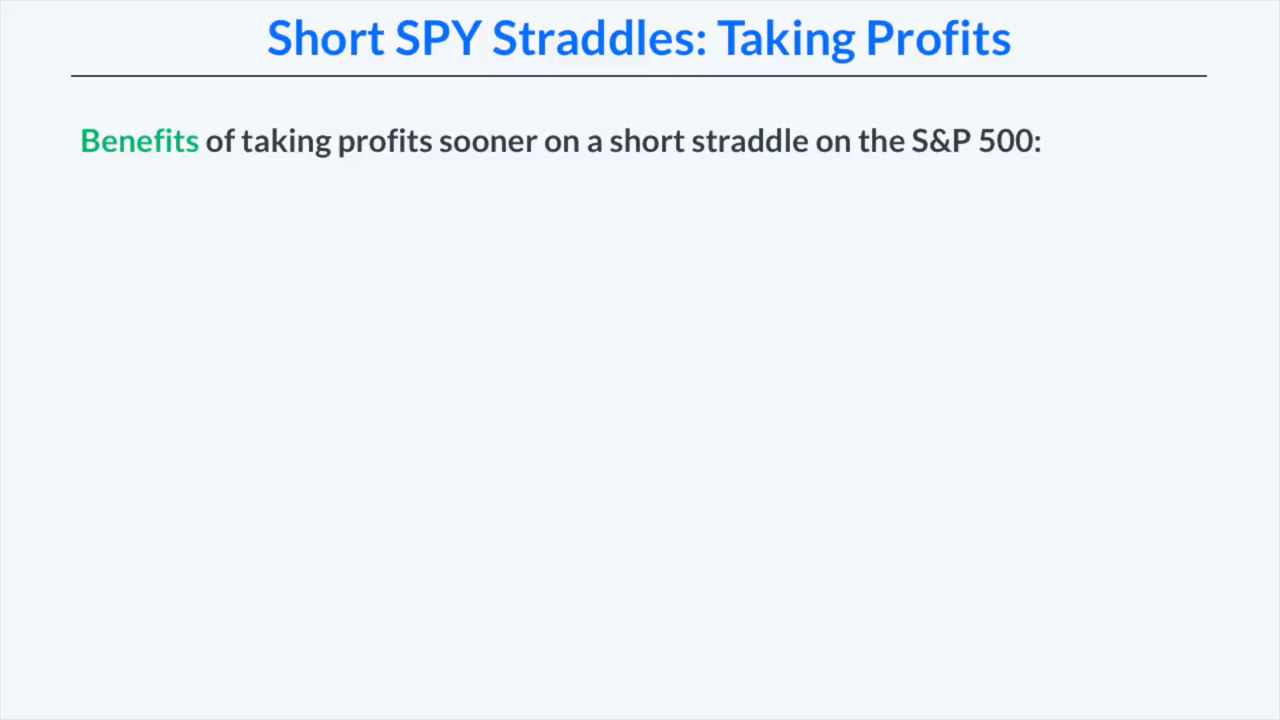 Short SPY Straddles: Taking Profits
Benefits of taking profits sooner on a short straddle on the S&P 500: